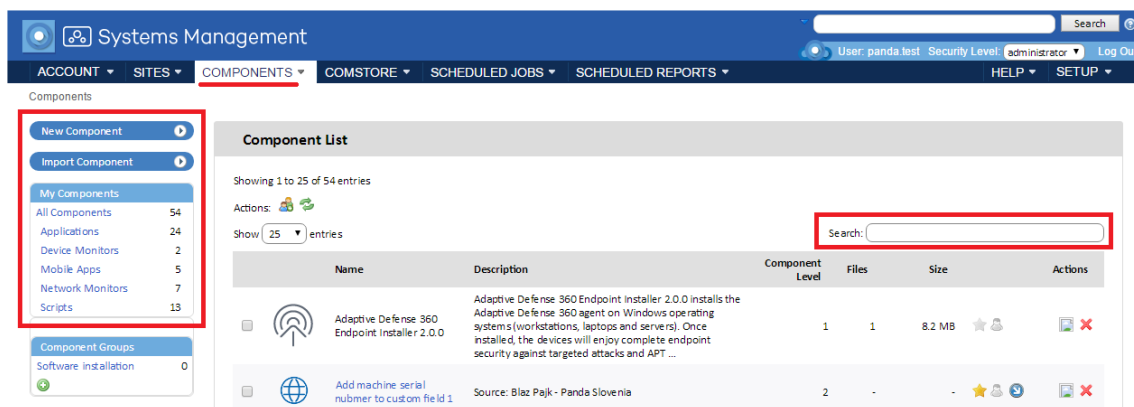 Systems Management
Search
User: panda.test Security Level: administrator Log Ou
ACCOUNT SITES COMPONENTS COMSTORE SCHEDULED JOBS SCHEDULED REPORTS HELP SETUP
Components
New Component
Import Component
My Components
All Components 54
Applications 24
Device Monitors 2
Mobile Apps 5
Network Monitors 7
Scripts 13
Component Groups
Software installation 0
Component List
Showing 1 to 25 of 54 entries
Actions:
Show 25 entries
Search:
Name Description Component Level Files Size Actions
Adaptive Defense 360
Endpoint Installer 2.0.0
Adaptive Defense 360 Endpoint Installer 2.0.0 installs the
Adaptive Defense 360 agent on Windows operating
systems (workstations, laptops and servers). Once
installed, the devices will enjoy complete endpoint
security against targeted attacks and APT ...
1 1 8.2 MB
Add machine serial
nubmer to custom field 1
Source: Blaz Pajk - Panda Slovenia
2 - -